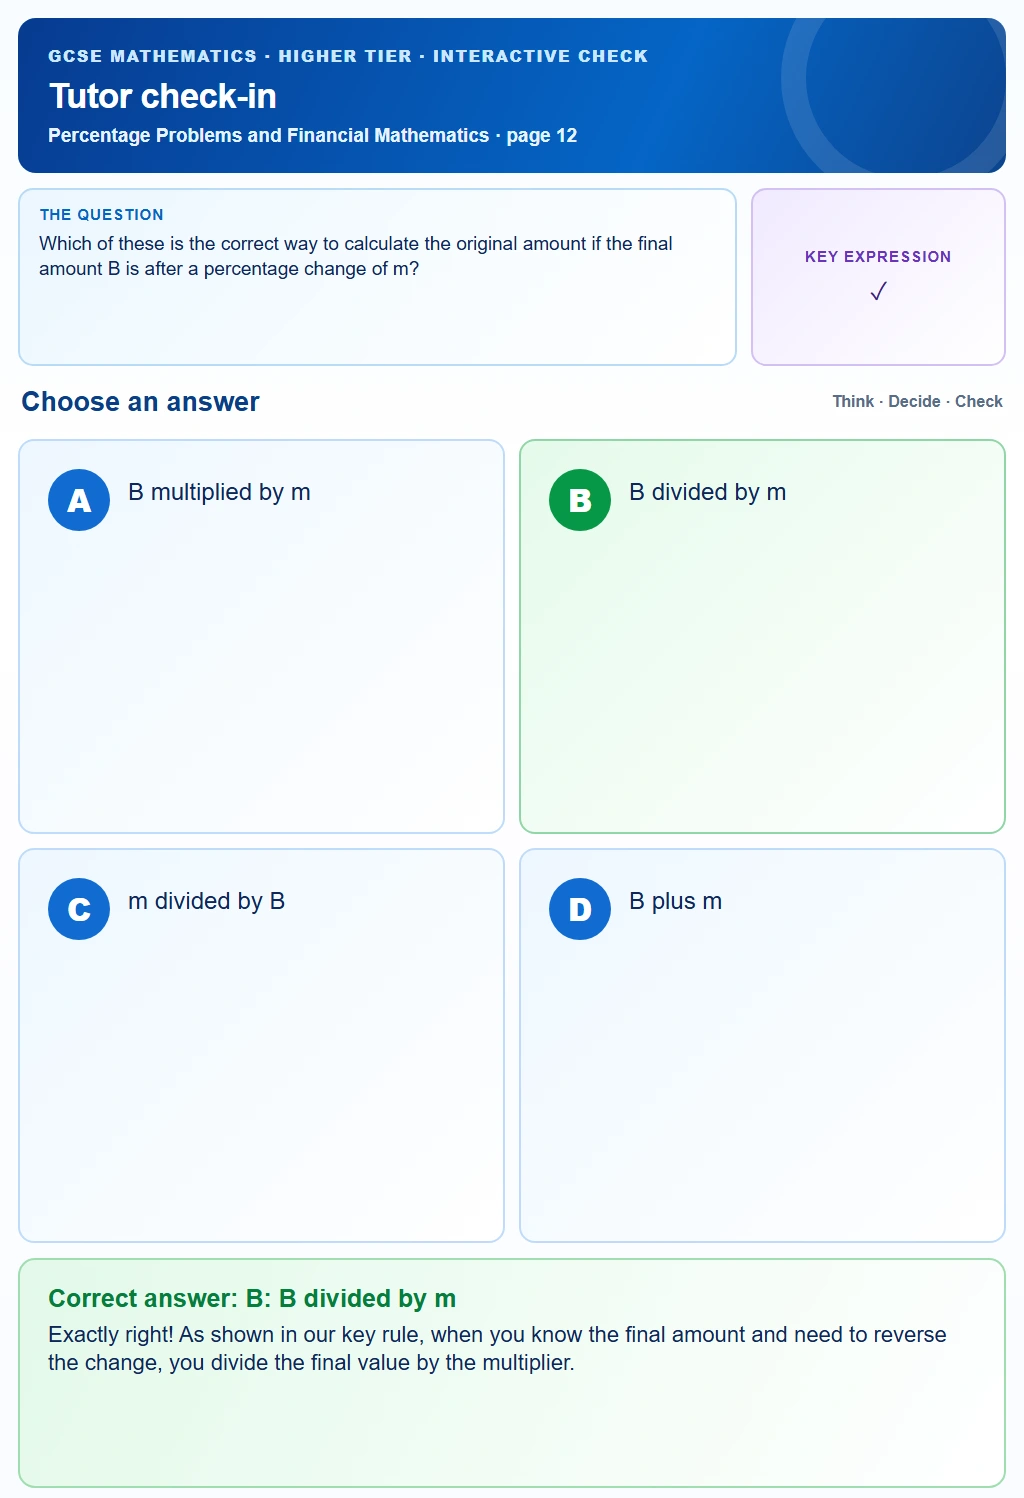 GCSE MATHEMATICS · HIGHER TIER · INTERACTIVE CHECK
Tutor check-in
Percentage Problems and Financial Mathematics · page 12
THE QUESTION
Which of these is the correct way to calculate the original amount if the final
amount B is after a percentage change of m?
KEY EXPRESSION
✓
Choose an answer
Think · Decide · Check
A
B multiplied by m
B
B divided by m
C
m divided by B
D
B plus m
Correct answer: B: B divided by m
Exactly right! As shown in our key rule, when you know the final amount and need to reverse
the change, you divide the final value by the multiplier.